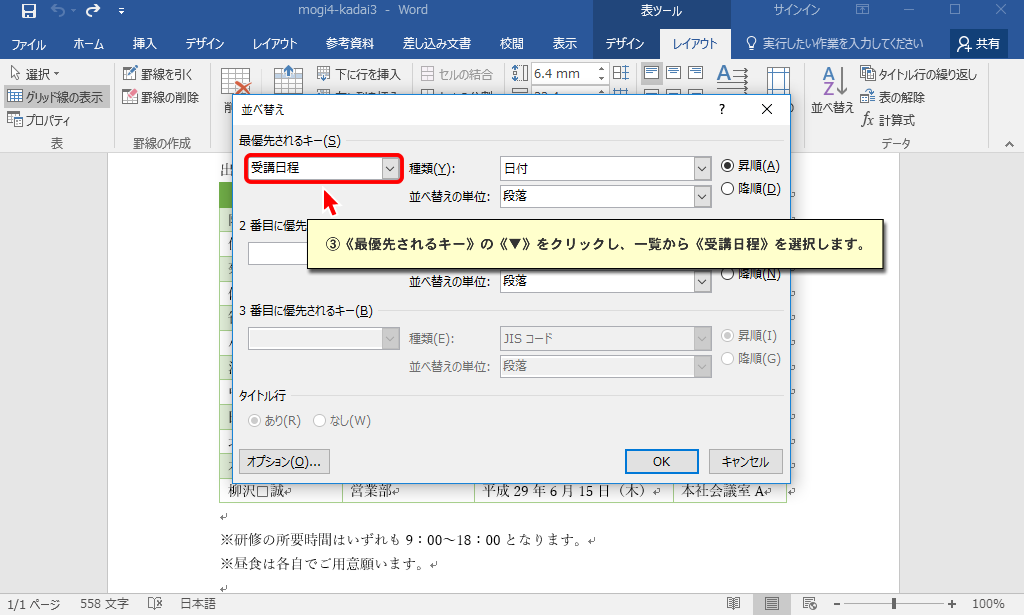 mogi4-kadai3 - Word
表ツール
サインイン
ファイル ホーム 挿入 デザイン レイアウト 参考資料 差し込み文書 校閲 表示 デザイン レイアウト 実行したい作業を入力してください 共有
選択
グリッド線の表示
プロパティ
表
罫線を引く
罫線の削除
罫線の作成
下に行を挿入
セルの結合
6.4 mm
並べ替え
タイトル行の繰り返し
表の解除
計算式
データ
並べ替え
?
最優先されるキー(S)
受講日程 種類(Y): 日付 昇順(A)
並べ替えの単位: 段落 降順(D)
2 番目に優先
③《最優先されるキー》の《▼》をクリックし、一覧から《受講日程》を選択します。
並べ替えの単位: 段落 降順(N)
3 番目に優先されるキー(B)
種類(E): JIS コード 昇順(I)
並べ替えの単位: 段落 降順(G)
タイトル行
あり(R) なし(W)
オプション(O)... OK キャンセル
柳沢□誠 営業部 平成 29 年 6 月 15 日（木） 本社会議室 A
※研修の所要時間はいずれも 9：00～18：00 となります。
※昼食は各自でご用意願います。
1/1 ページ 558 文字 日本語 100%